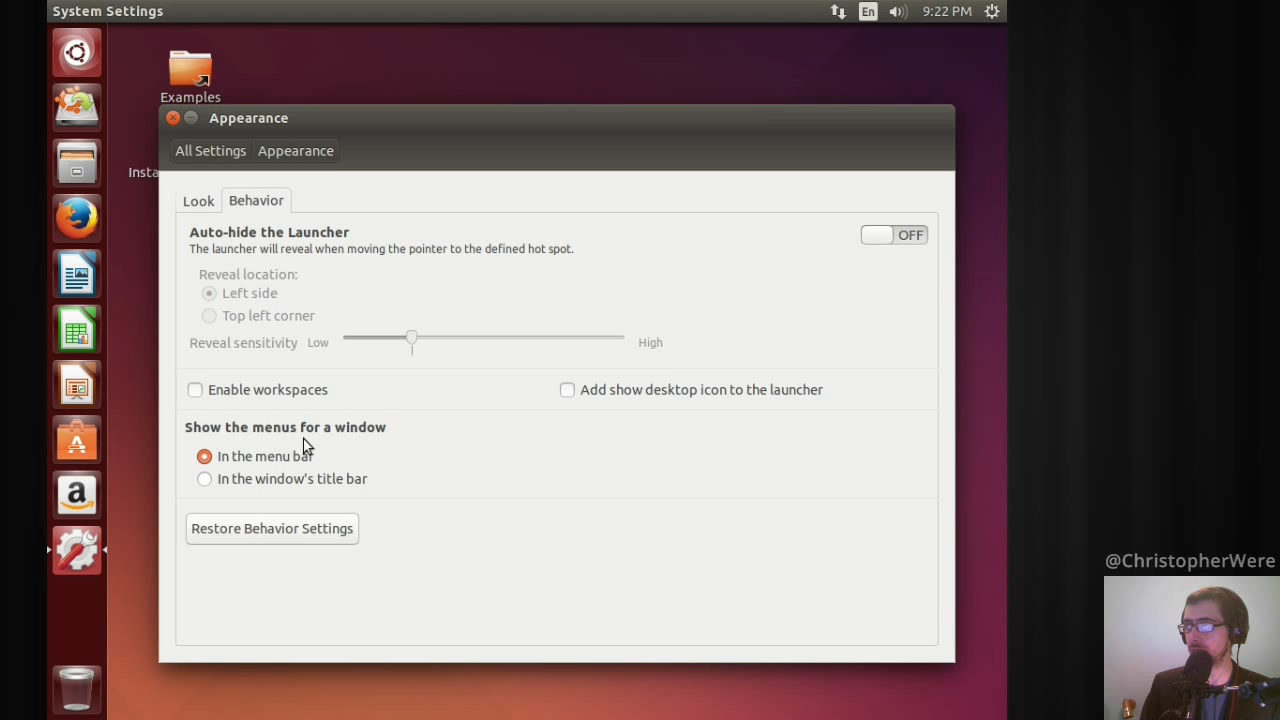 System Settings
En
9:22 PM
Examples
Insta
Appearance
All Settings Appearance
Look Behavior
Auto-hide the Launcher
OFF
The launcher will reveal when moving the pointer to the defined hot spot.
Reveal location:
Left side
Top left corner
Reveal sensitivity Low High
Enable workspaces Add show desktop icon to the launcher
Show the menus for a window
In the menu bar
In the window's title bar
Restore Behavior Settings
@ChristopherWere